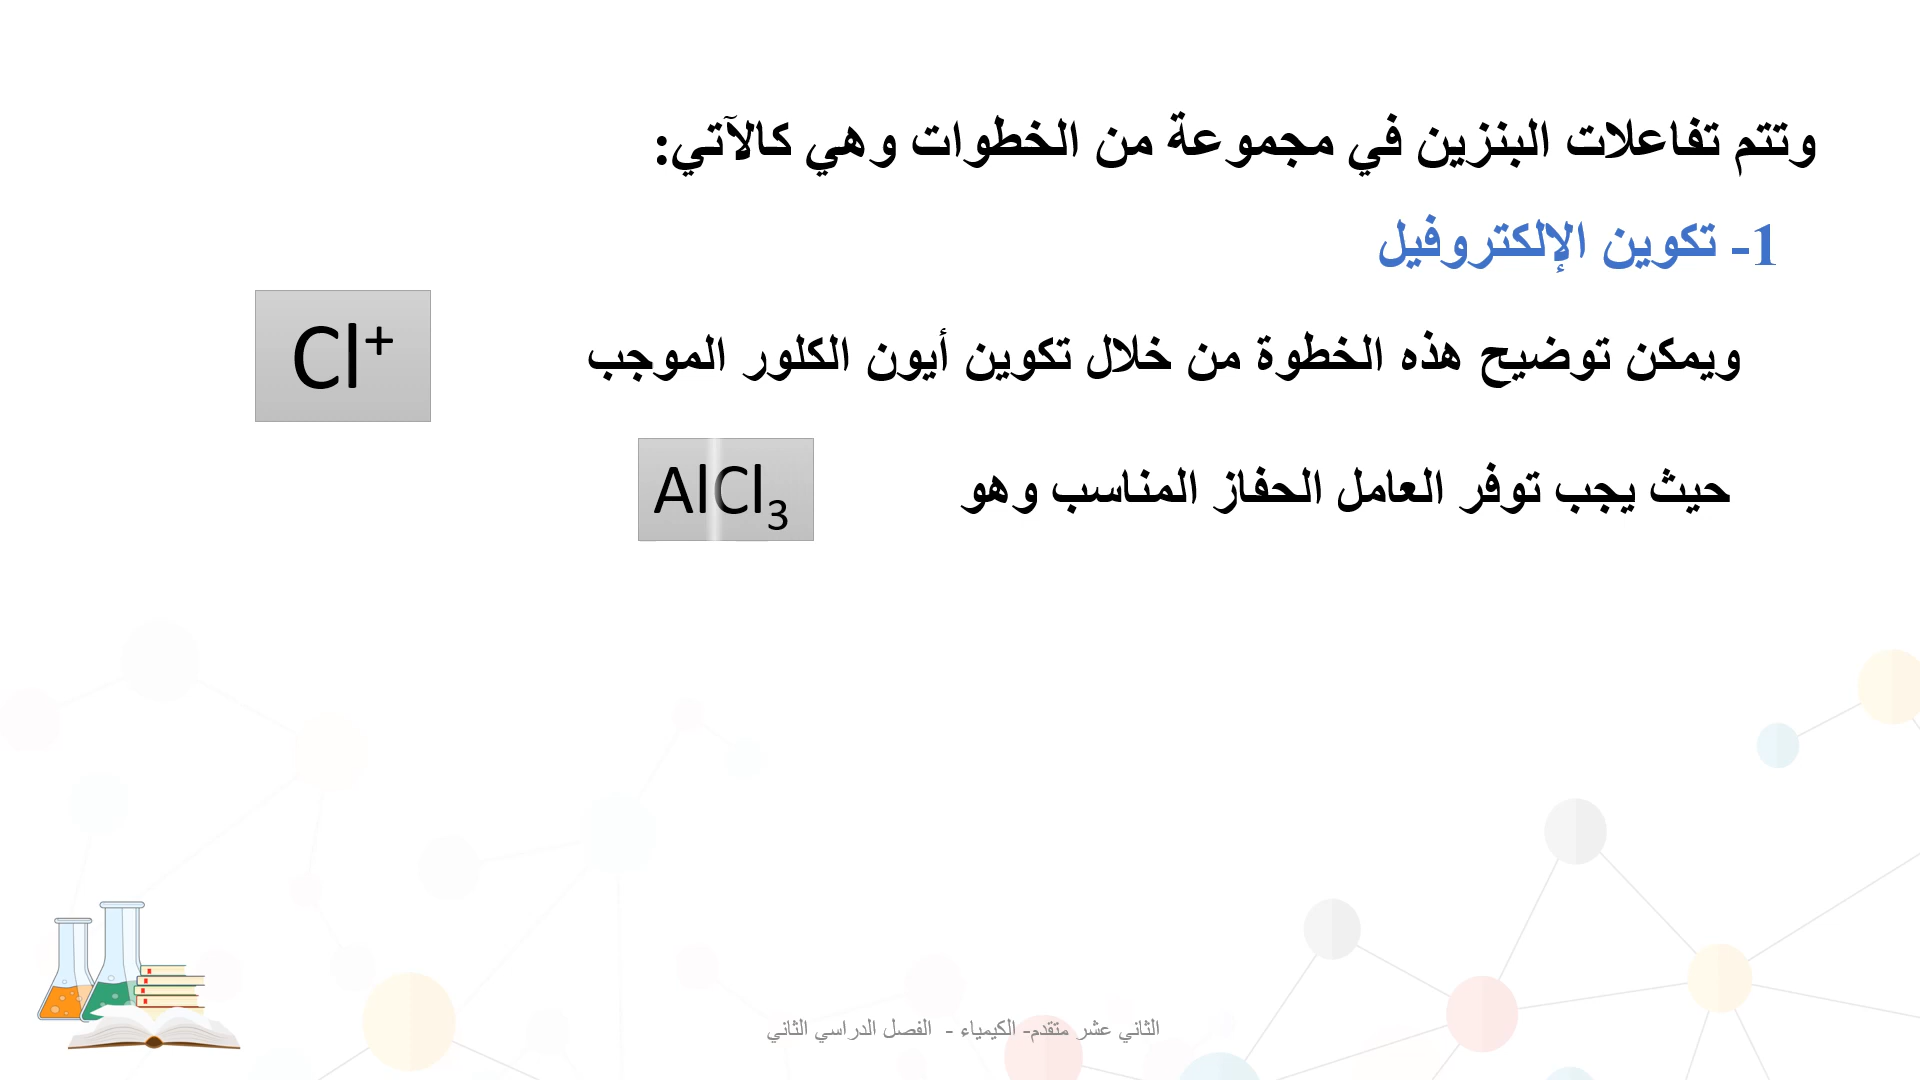 وتتم تفاعلات البنزين في مجموعة من الخطوات وهي كالآتي:
1- تكوين الإلكتروفيل
ويمكن توضيح هذه الخطوة من خلال تكوين أيون الكلور الموجب Cl⁺
حيث يجب توفر العامل الحفاز المناسب وهو AlCl₃
الثاني عشر متقدم- الكيمياء - الفصل الدراسي الثاني